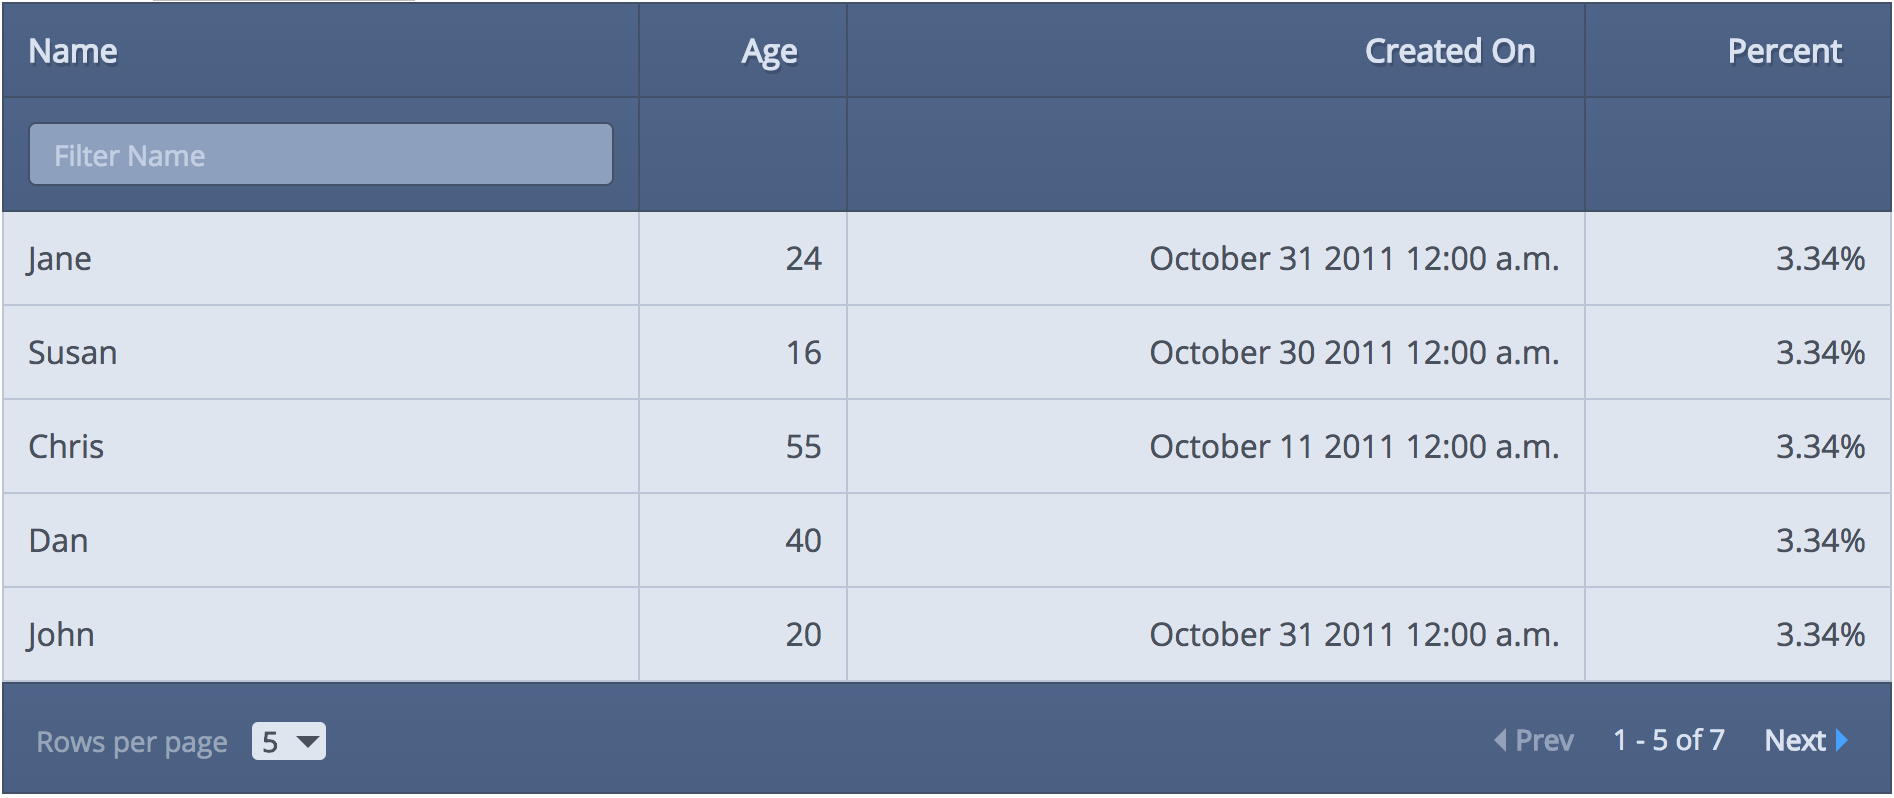 Name Age Created On Percent
Filter Name
Jane 24 October 31 2011 12:00 a.m. 3.34%
Susan 16 October 30 2011 12:00 a.m. 3.34%
Chris 55 October 11 2011 12:00 a.m. 3.34%
Dan 40 3.34%
John 20 October 31 2011 12:00 a.m. 3.34%
Rows per page 5 Prev 1 - 5 of 7 Next